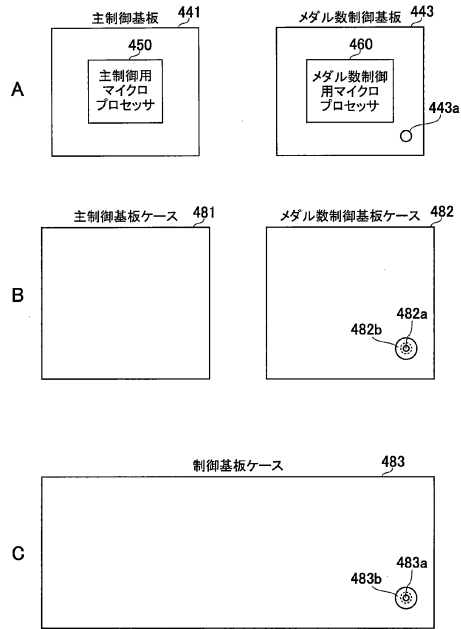 主制御基板 441
メダル数制御基板 443
A
450
主制御用
マイクロ
プロセッサ
460
メダル数制御
用マイクロ
プロセッサ
443a
主制御基板ケース 481
メダル数制御基板ケース 482
B
482a
482b
制御基板ケース 483
C
483a
483b